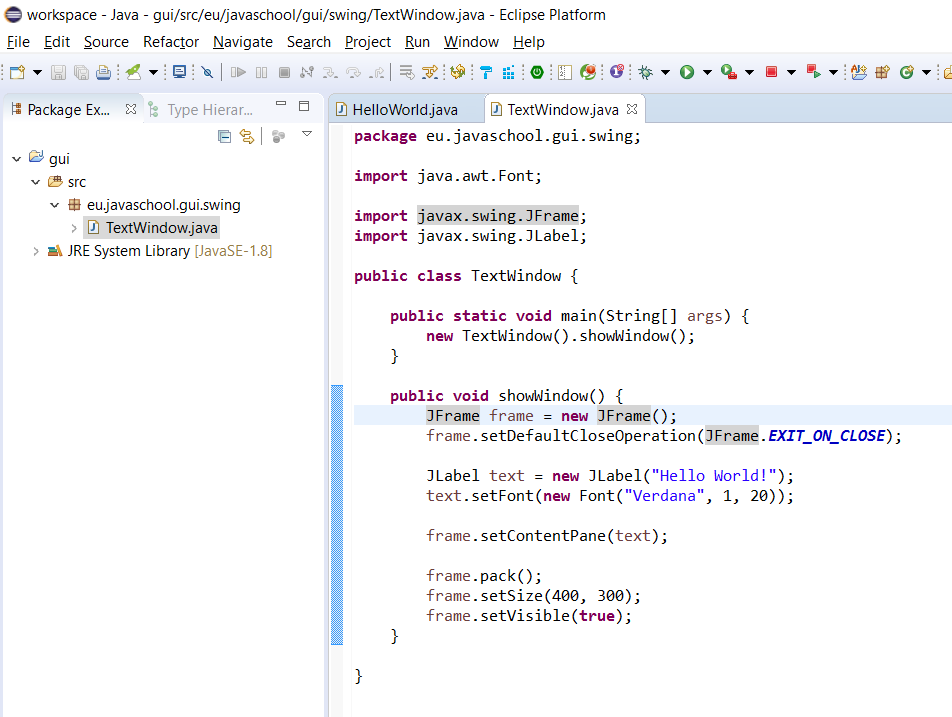 workspace - Java - gui/src/eu/javaschool/gui/swing/TextWindow.java - Eclipse Platform
File Edit Source Refactor Navigate Search Project Run Window Help
Package Ex... Type Hierar...
gui
src
eu.javaschool.gui.swing
TextWindow.java
JRE System Library [JavaSE-1.8]
HelloWorld.java TextWindow.java
package eu.javaschool.gui.swing;
import java.awt.Font;
import javax.swing.JFrame;
import javax.swing.JLabel;
public class TextWindow {
public static void main(String[] args) {
new TextWindow().showWindow();
}
public void showWindow() {
JFrame frame = new JFrame();
frame.setDefaultCloseOperation(JFrame.EXIT_ON_CLOSE);
JLabel text = new JLabel("Hello World!");
text.setFont(new Font("Verdana", 1, 20));
frame.setContentPane(text);
frame.pack();
frame.setSize(400, 300);
frame.setVisible(true);
}
}